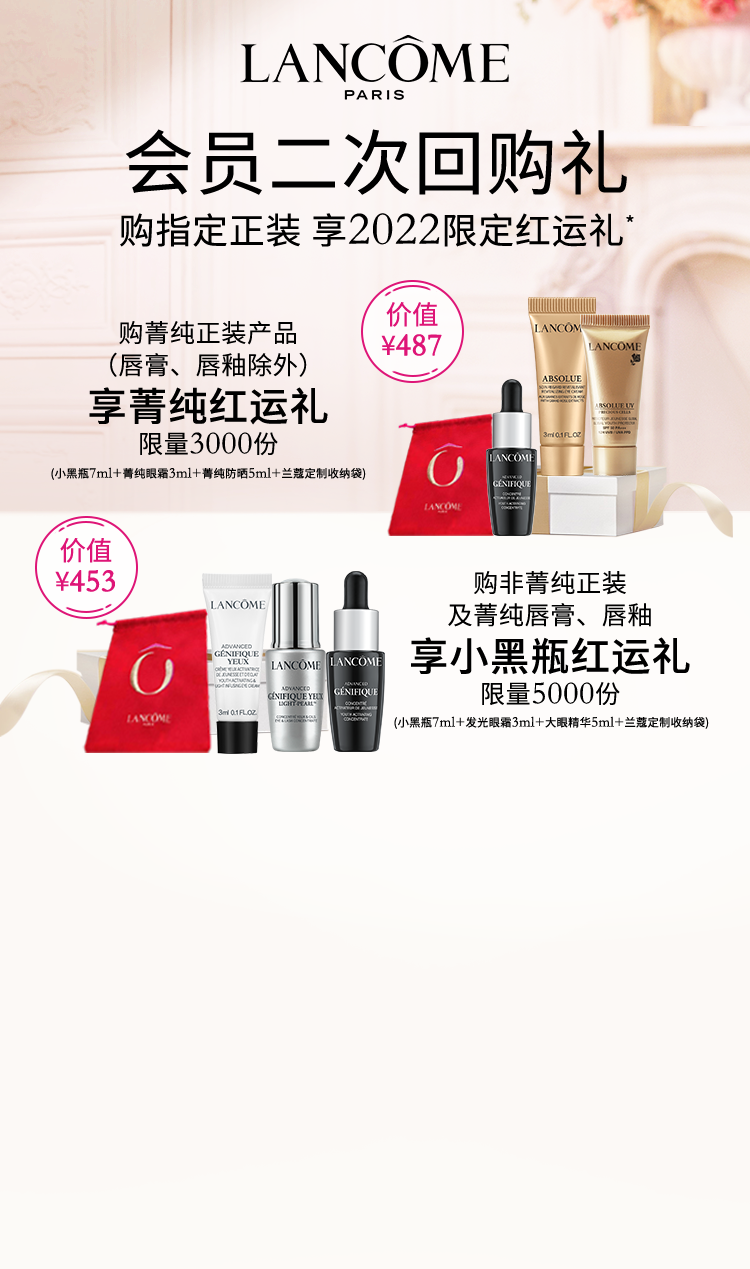 LANCÔME
PARIS
会员二次回购礼
购指定正装 享2022限定红运礼*
购菁纯正装产品
（唇膏、唇釉除外）
享菁纯红运礼
限量3000份
(小黑瓶7ml+菁纯眼霜3ml+菁纯防晒5ml+兰蔻定制收纳袋)
价值
¥487
LANCÔME
LANCÔME
ABSOLUE
3ml 0.1 FL.OZ.
LANCÔME
ABSOLUE UV
LANCÔME
ADVANCED
GÉNIFIQUE
价值
¥453
LANCÔME
LANCÔME
ADVANCED
GÉNIFIQUE
YEUX
3ml 0.1 FL.OZ.
LANCÔME
ADVANCED
GÉNIFIQUE YEUX
LIGHT-PEARL™
LANCÔME
ADVANCED
GÉNIFIQUE
购非菁纯正装
及菁纯唇膏、唇釉
享小黑瓶红运礼
限量5000份
(小黑瓶7ml+发光眼霜3ml+大眼精华5ml+兰蔻定制收纳袋)